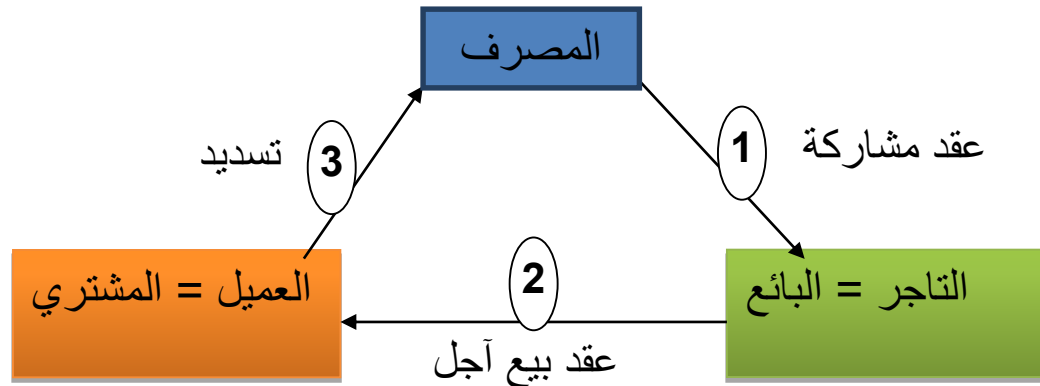 المصرف
عقد مشاركة
1
3
تسديد
التاجر = البائع
2
العميل = المشتري
عقد بيع آجل